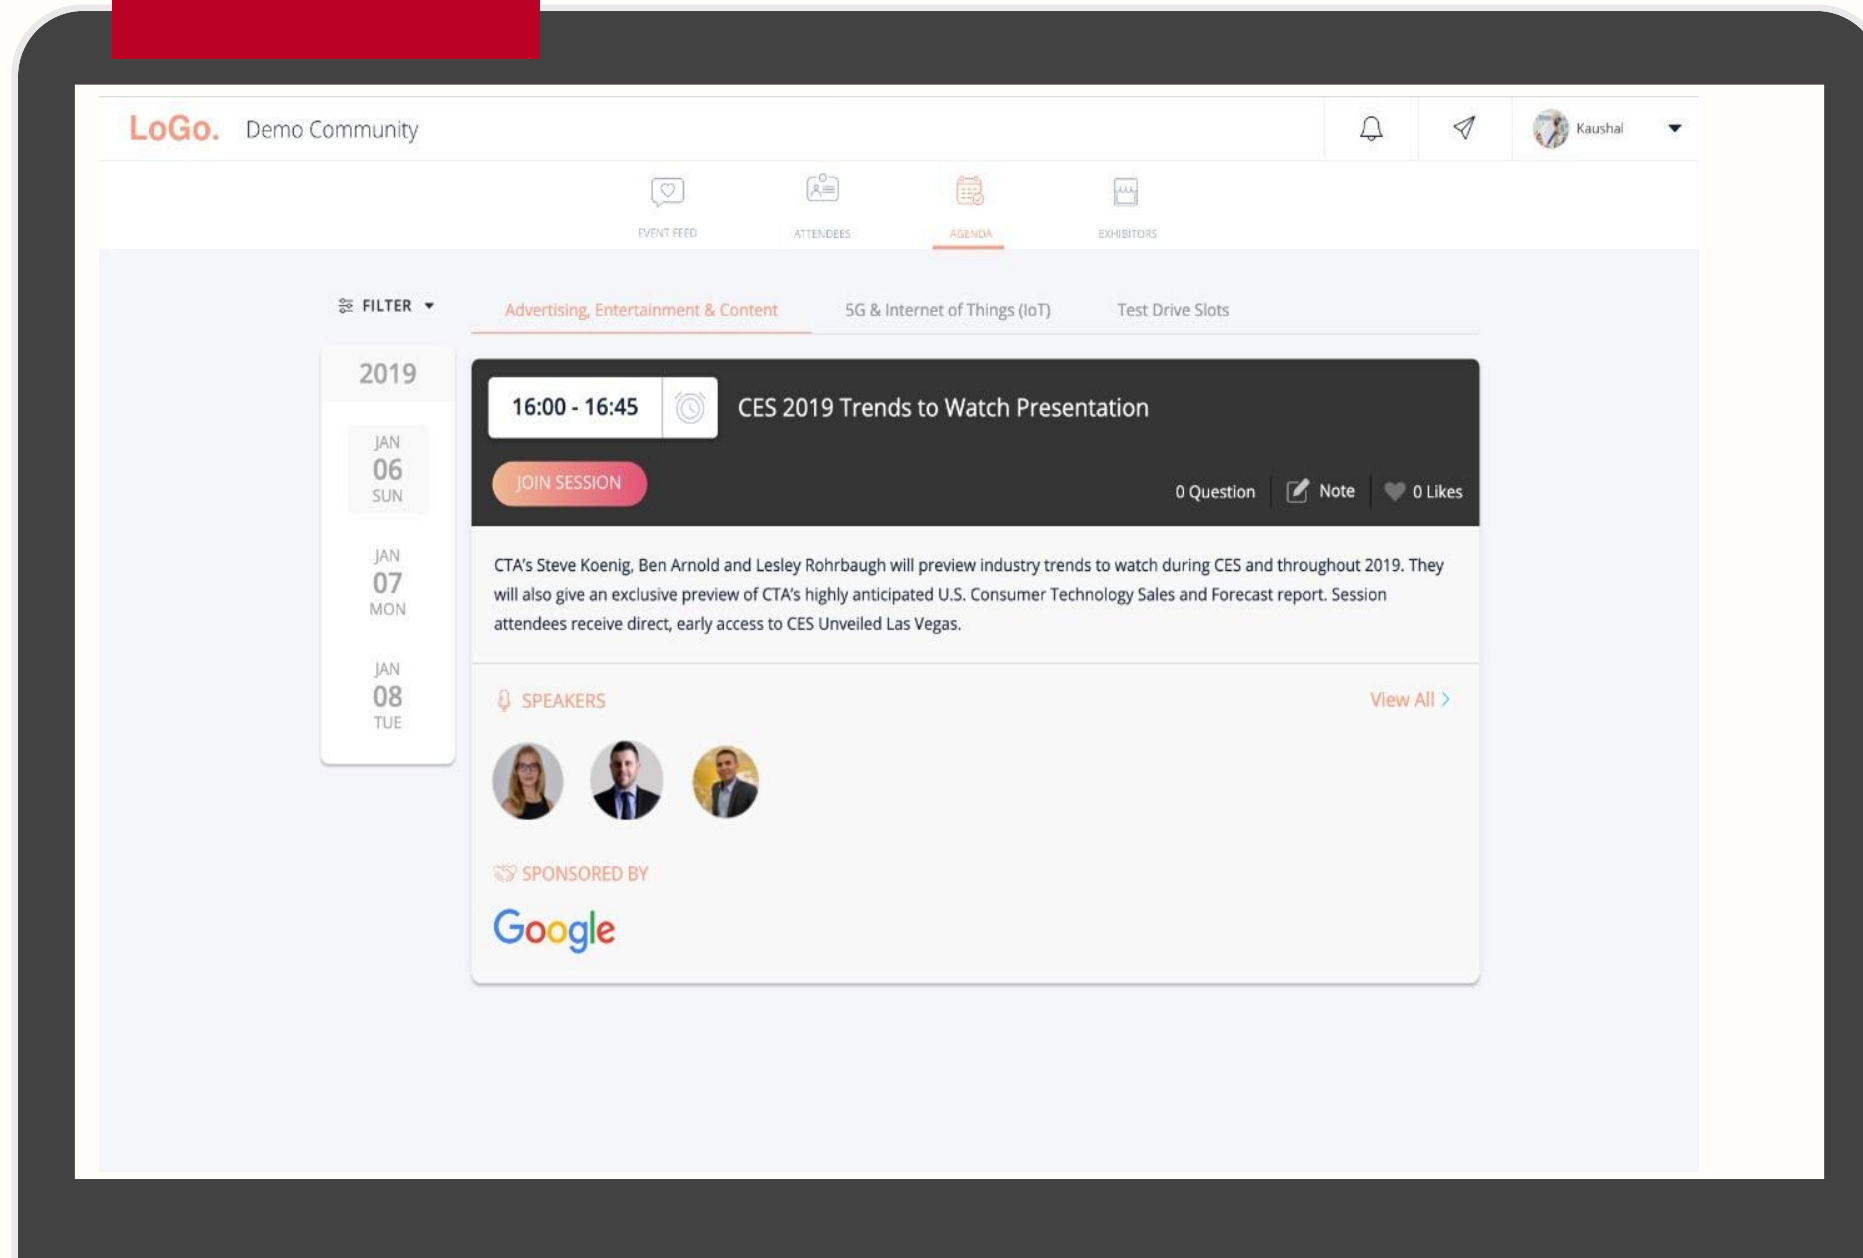 LoGo. Demo Community
Kaushal
EVENT FEED
ATTENDEES
AGENDA
EXHIBITORS
FILTER
Advertising, Entertainment & Content
5G & Internet of Things (IoT)
Test Drive Slots
2019
JAN
06
SUN
JAN
07
MON
JAN
08
TUE
16:00 - 16:45
CES 2019 Trends to Watch Presentation
JOIN SESSION
0 Question
Note
0 Likes
CTA's Steve Koenig, Ben Arnold and Lesley Rohrbaugh will preview industry trends to watch during CES and throughout 2019. They
will also give an exclusive preview of CTA's highly anticipated U.S. Consumer Technology Sales and Forecast report. Session
attendees receive direct, early access to CES Unveiled Las Vegas.
SPEAKERS
View All >
SPONSORED BY
Google